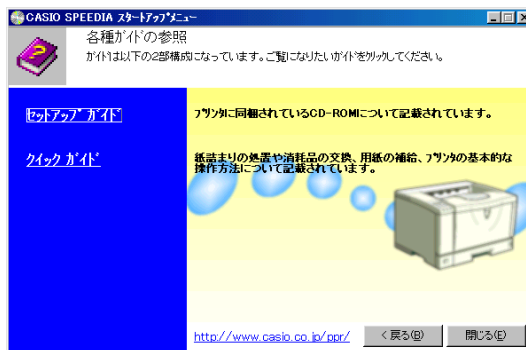 CASIO SPEEDIA ｽﾀｰﾄｱｯﾌﾟﾒﾆｭｰ
各種ｶﾞｲﾄﾞの参照
ｶﾞｲﾄﾞは以下の2部構成になっています。ご覧になりたいｶﾞｲﾄﾞをｸﾘｯｸしてください。
ｾｯﾄｱｯﾌﾟ ｶﾞｲﾄﾞ
ﾌﾟﾘﾝﾀに同梱されているCD-ROMについて記載されています。
ｸｲｯｸ ｶﾞｲﾄﾞ
紙詰まりの処置や消耗品の交換、用紙の補給、ﾌﾟﾘﾝﾀの基本的な
操作方法について記載されています。
http://www.casio.co.jp/ppr/
< 戻る(B)
閉じる(E)